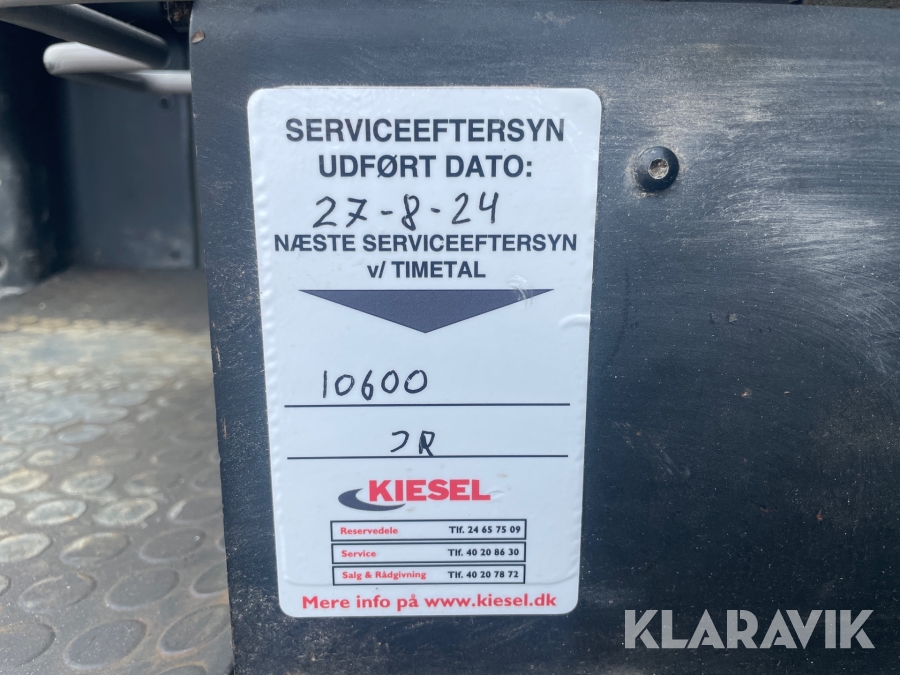 SERVICEEFTERSYN
UDFØRT DATO:
27-8-24
NÆSTE SERVICEEFTERSYN
v/ TIMETAL
10600
JR
KIESEL
Reservedele Tlf. 24 65 75 09
Service Tlf. 40 20 86 30
Salg & Rådgivning Tlf. 40 20 78 72
Mere info på www.kiesel.dk
KLARAVIK